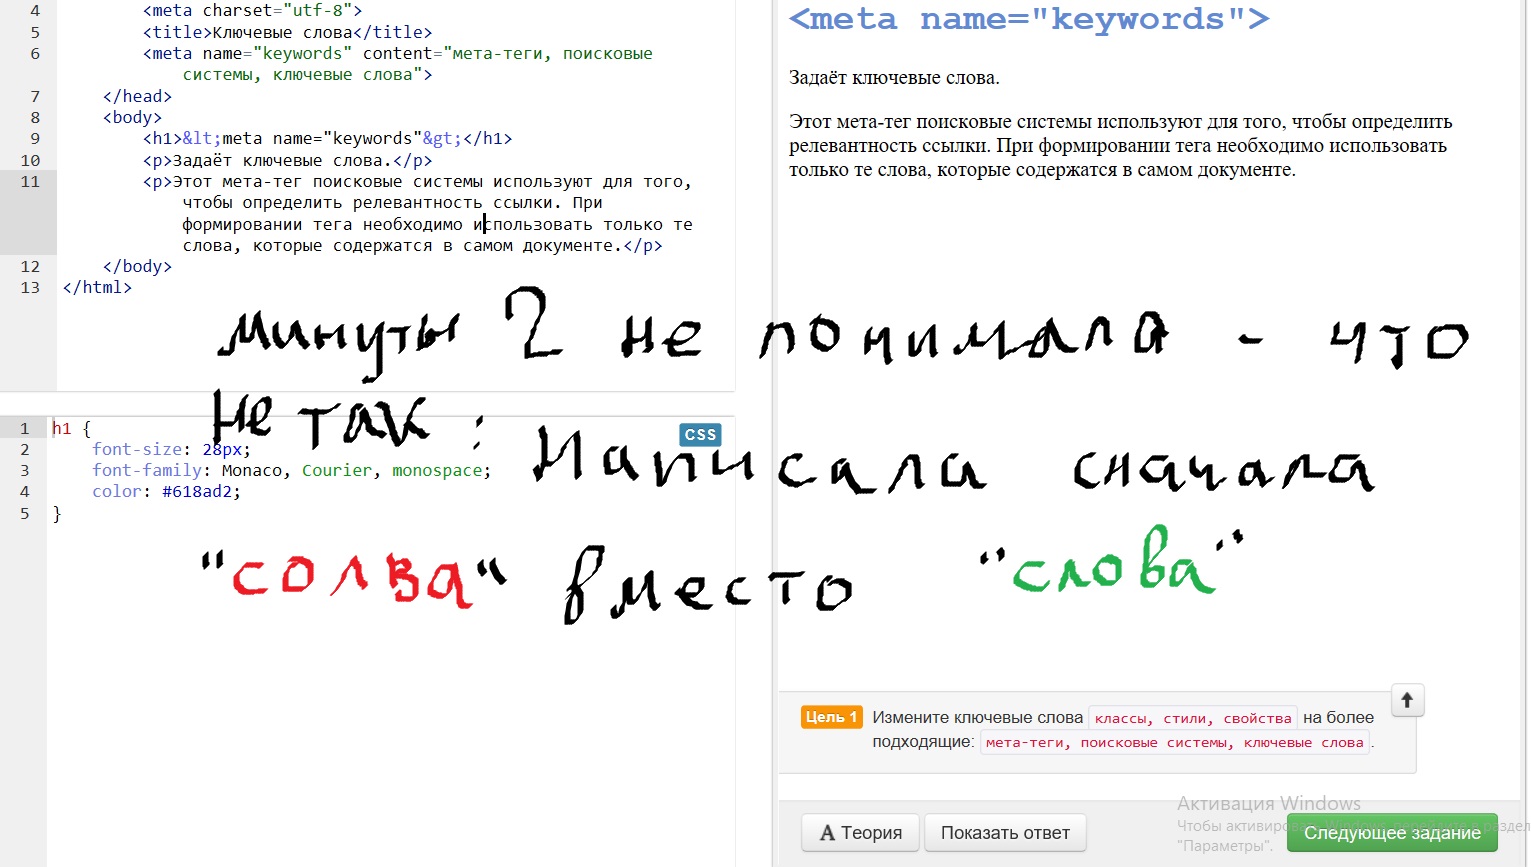 4 <meta charset="utf-8">
5 <title>Ключевые слова</title>
6 <meta name="keywords" content="мета-теги, поисковые
системы, ключевые слова">
7 </head>
8 <body>
9 <h1>&lt;meta name="keywords"&gt;</h1>
10 <p>Задаёт ключевые слова.</p>
11 <p>Этот мета-тег поисковые системы используют для того,
чтобы определить релевантность ссылки. При
формировании тега необходимо использовать только те
слова, которые содержатся в самом документе.</p>
12 </body>
13 </html>
<meta name="keywords">
Задаёт ключевые слова.
Этот мета-тег поисковые системы используют для того, чтобы определить
релевантность ссылки. При формировании тега необходимо использовать
только те слова, которые содержатся в самом документе.
минуты 2 не понимала - что
не так: Написала сначала
"солва" вместо "слова"
CSS
1 h1 {
2 font-size: 28px;
3 font-family: Monaco, Courier, monospace;
4 color: #618ad2;
5 }
Цель 1 Измените ключевые слова классы, стили, свойства на более
подходящие: мета-теги, поисковые системы, ключевые слова.
Активация Windows
Чтобы активировать Windows, перейдите в раздел
"Параметры".
А Теория Показать ответ Следующее задание